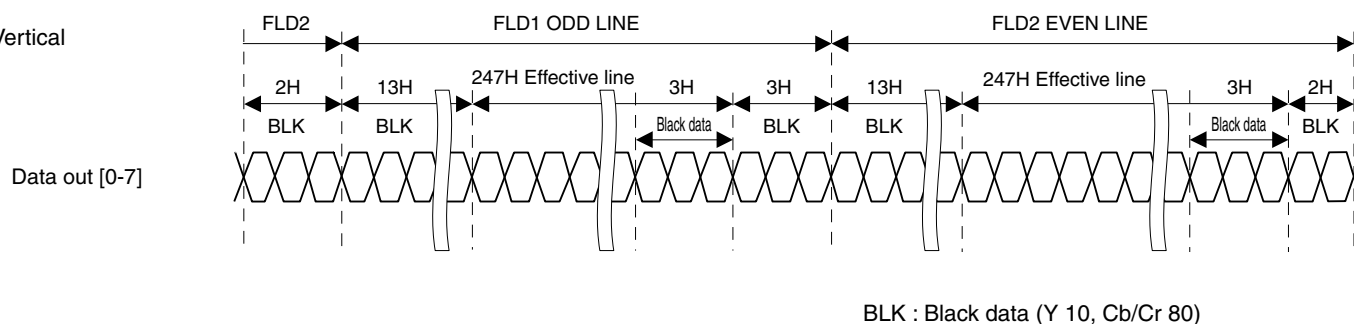 Vertical
FLD2 FLD1 ODD LINE FLD2 EVEN LINE
2H 13H 247H Effective line 3H 3H 13H 247H Effective line 3H 2H
BLK BLK Black data BLK BLK Black data BLK
Data out [0-7]
BLK : Black data (Y 10, Cb/Cr 80)